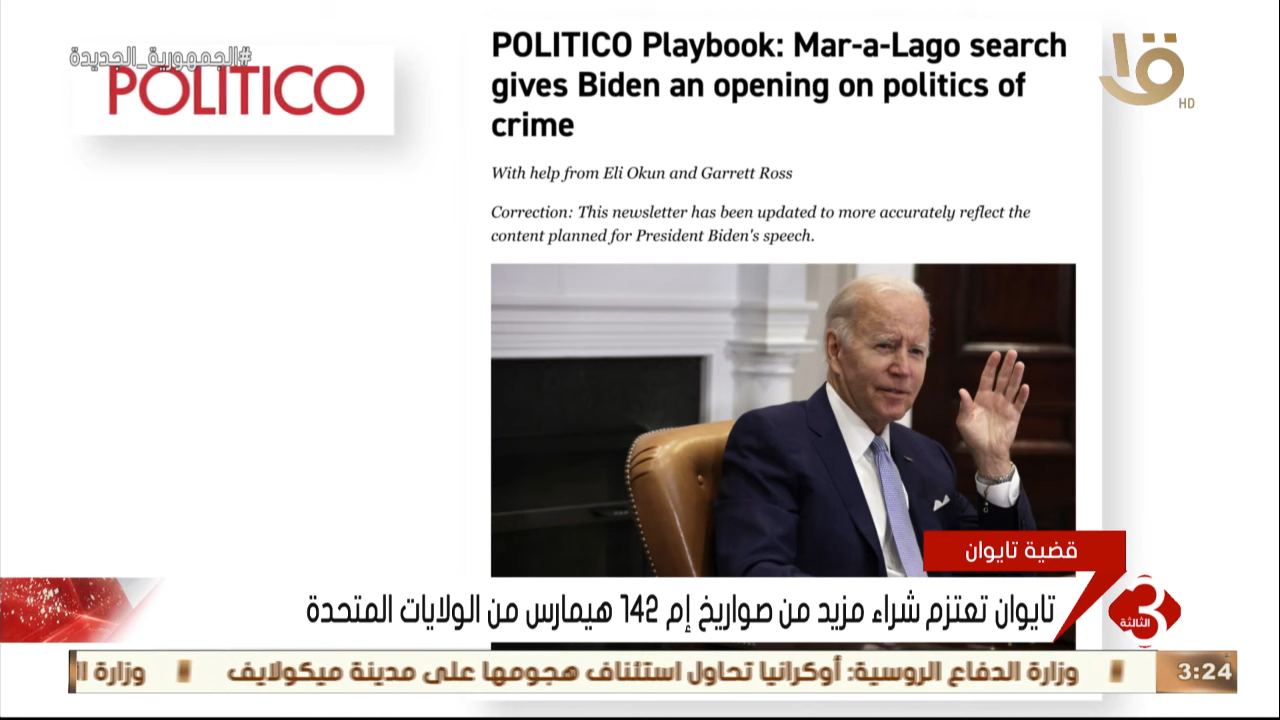 #الجمهورية_الجديدة
POLITICO
POLITICO Playbook: Mar-a-Lago search
gives Biden an opening on politics of
crime
With help from Eli Okun and Garrett Ross
Correction: This newsletter has been updated to more accurately reflect the
content planned for President Biden's speech.
HD
قضية تايوان
تايوان تعتزم شراء مزيد من صواريخ إم 142 هيمارس من الولايات المتحدة
3
الثالثة
وزارة الدفاع الروسية: أوكرانيا تحاول استئناف هجومها على مدينة ميكولايف
وزارة ا
3:24